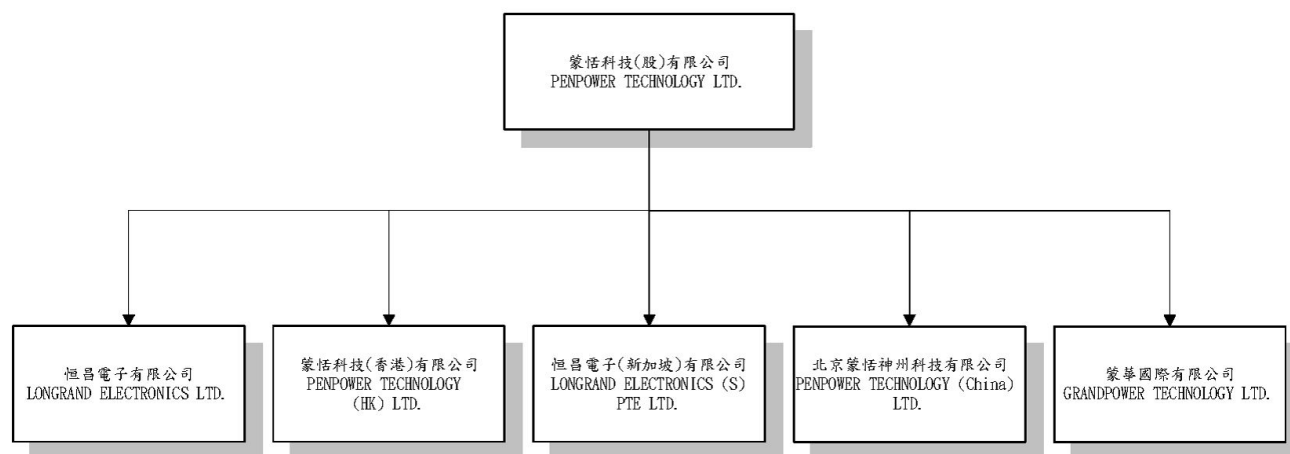 蒙恬科技(股)有限公司
PENPOWER TECHNOLOGY LTD.
恒昌電子有限公司
LONGRAND ELECTRONICS LTD.
蒙恬科技(香港)有限公司
PENPOWER TECHNOLOGY
(HK) LTD.
恒昌電子(新加坡)有限公司
LONGRAND ELECTRONICS (S)
PTE LTD.
北京蒙恬神州科技有限公司
PENPOWER TECHNOLOGY (China)
LTD.
蒙華國際有限公司
GRANDPOWER TECHNOLOGY LTD.